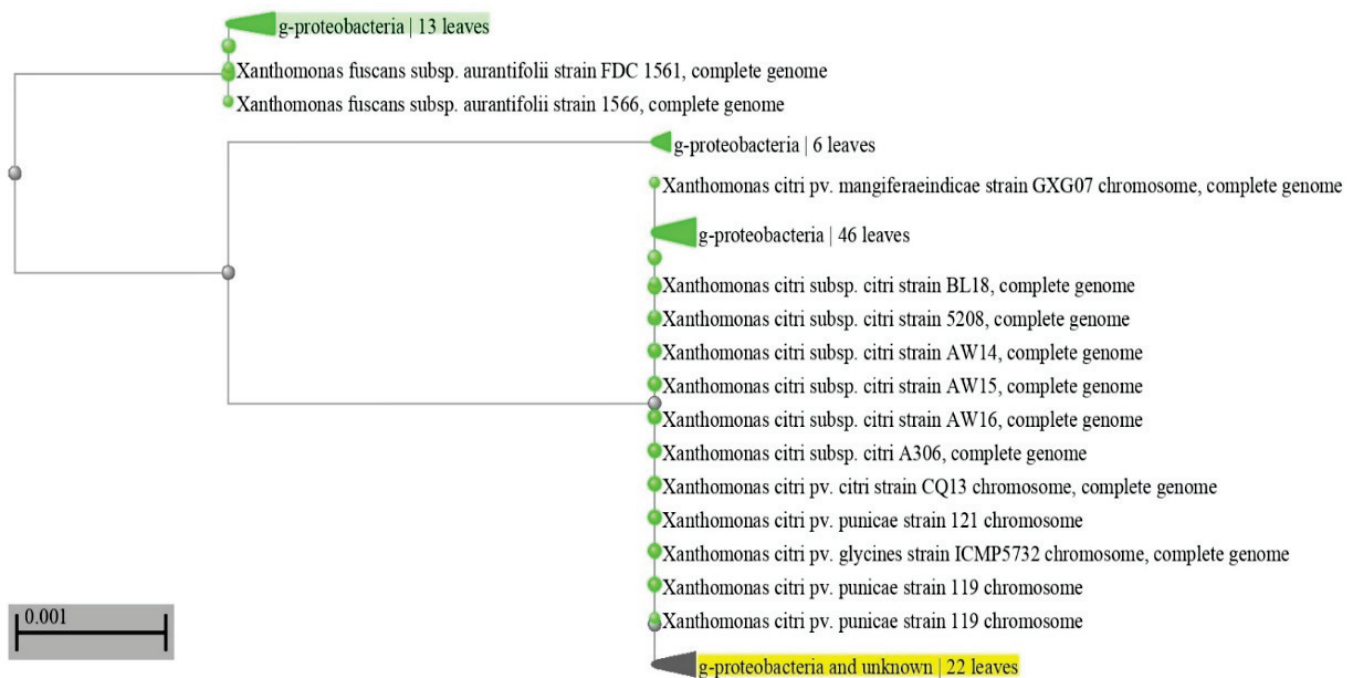 g-proteobacteria | 13 leaves
Xanthomonas fuscans subsp. aurantifolii strain FDC 1561, complete genome
Xanthomonas fuscans subsp. aurantifolii strain 1566, complete genome
g-proteobacteria | 6 leaves
Xanthomonas citri pv. mangiferaeindicae strain GXG07 chromosome, complete genome
g-proteobacteria | 46 leaves
Xanthomonas citri subsp. citri strain BL18, complete genome
Xanthomonas citri subsp. citri strain 5208, complete genome
Xanthomonas citri subsp. citri strain AW14, complete genome
Xanthomonas citri subsp. citri strain AW15, complete genome
Xanthomonas citri subsp. citri strain AW16, complete genome
Xanthomonas citri subsp. citri A306, complete genome
Xanthomonas citri pv. citri strain CQ13 chromosome, complete genome
Xanthomonas citri pv. punicae strain 121 chromosome
Xanthomonas citri pv. glycines strain ICMP5732 chromosome, complete genome
Xanthomonas citri pv. punicae strain 119 chromosome
Xanthomonas citri pv. punicae strain 119 chromosome
0.001
g-proteobacteria and unknown | 22 leaves